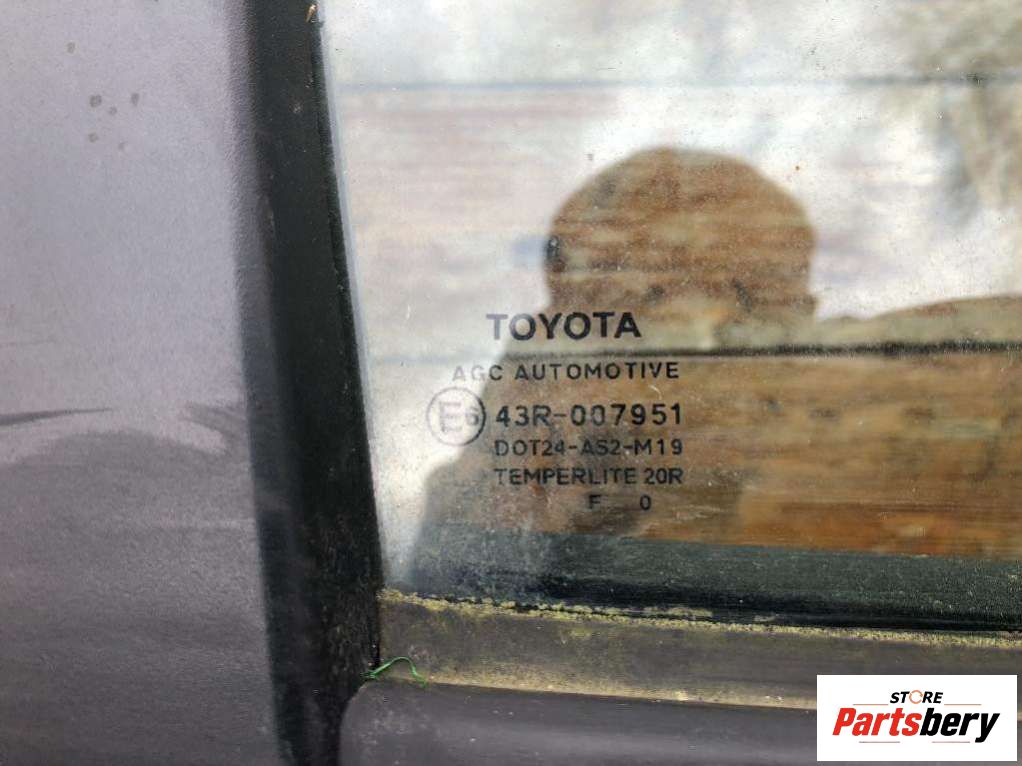 TOYOTA
AGC AUTOMOTIVE
E6 43R-007951
DOT24-AS2-M19
TEMPERLITE 20R
F 0
STORE
Partsbery